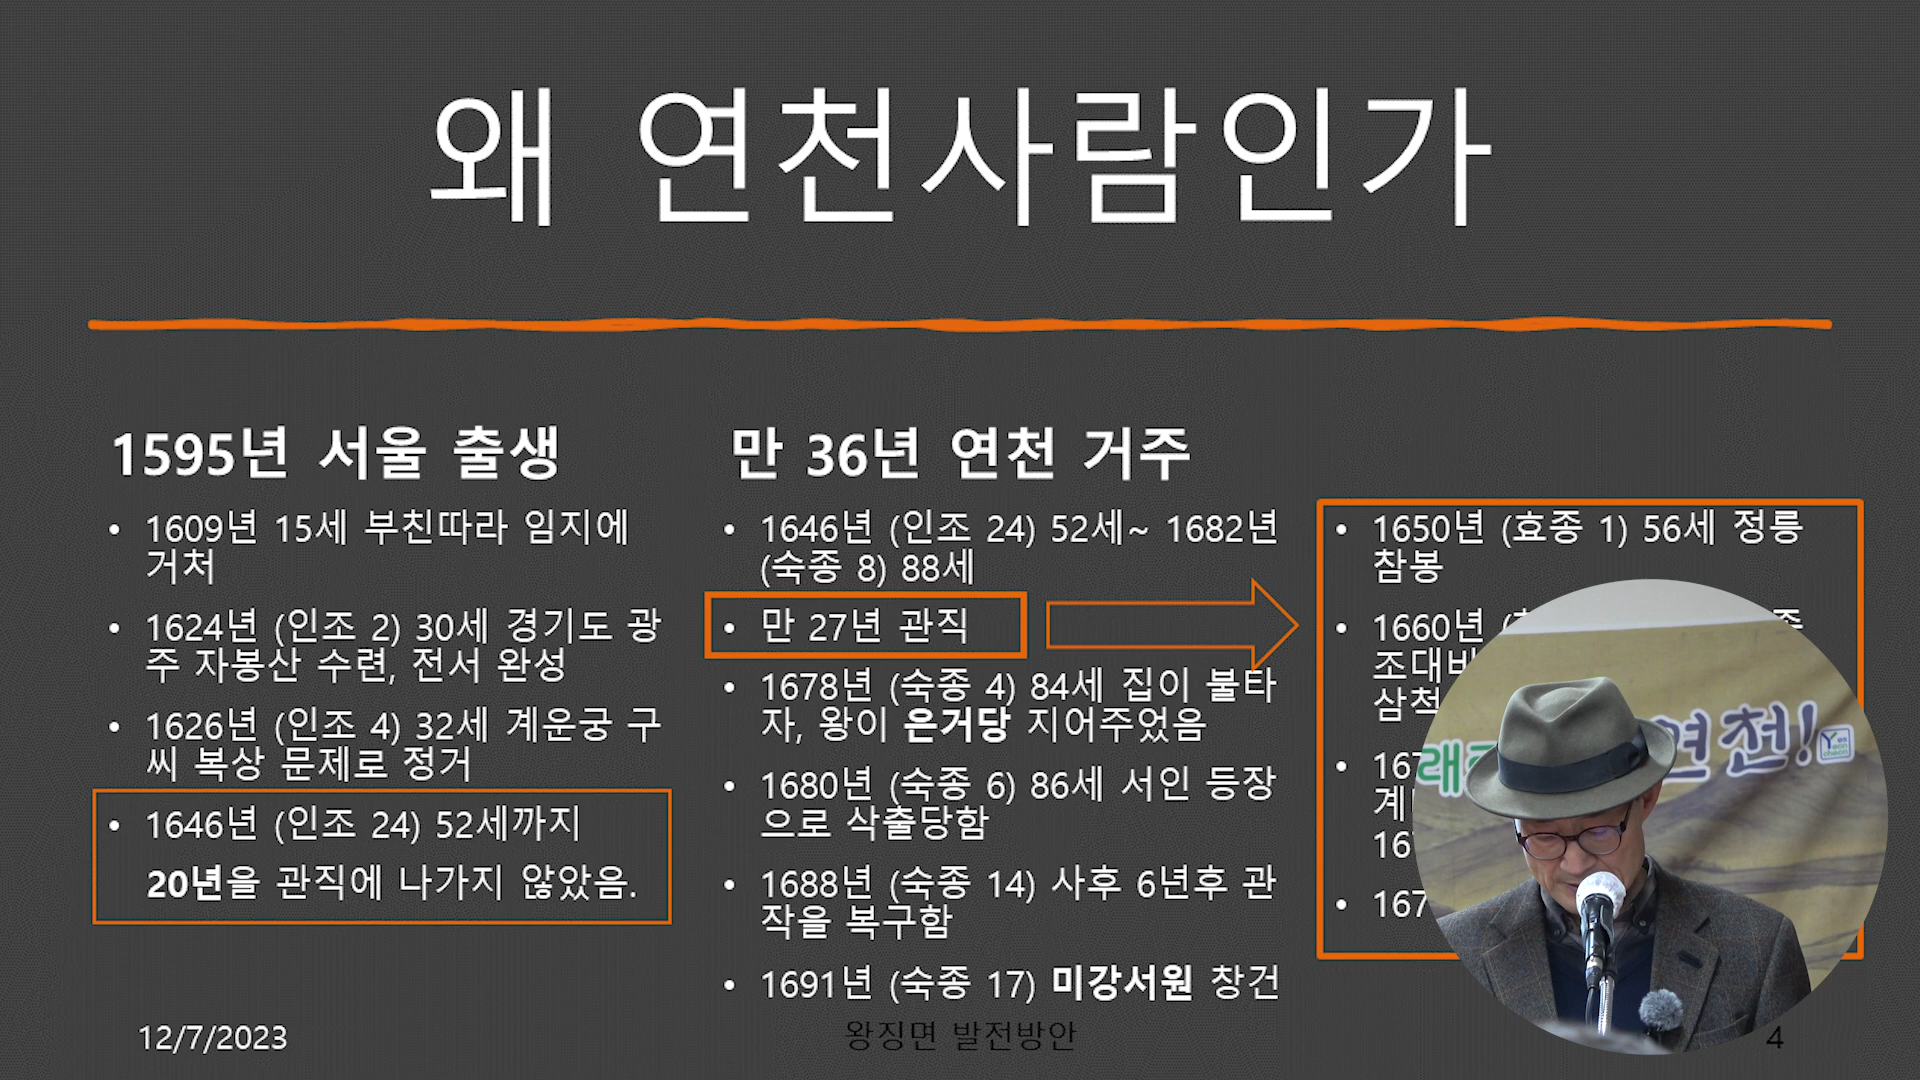 왜 연천사람인가
1595년 서울 출생
• 1609년 15세 부친따라 임지에
거처
• 1624년 (인조 2) 30세 경기도 광
주 자봉산 수련, 전서 완성
• 1626년 (인조 4) 32세 계운궁 구
씨 복상 문제로 정거
• 1646년 (인조 24) 52세까지
20년을 관직에 나가지 않았음.
만 36년 연천 거주
• 1646년 (인조 24) 52세~ 1682년
(숙종 8) 88세
• 만 27년 관직
• 1678년 (숙종 4) 84세 집이 불타
자, 왕이 은거당 지어주었음
• 1680년 (숙종 6) 86세 서인 등장
으로 삭출당함
• 1688년 (숙종 14) 사후 6년후 관
작을 복구함
• 1691년 (숙종 17) 미강서원 창건
• 1650년 (효종 1) 56세 정릉
참봉
• 1660년
조대비
삼척
연천!
12/7/2023
왕징면 발전방안
4